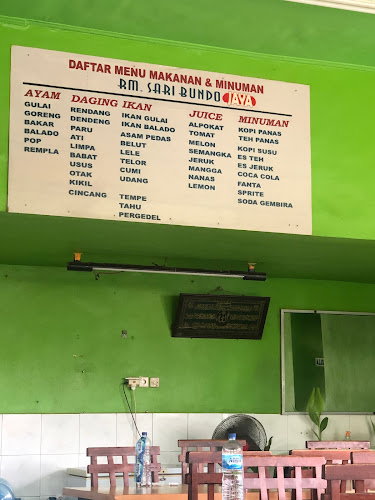 DAFTAR MENU MAKANAN & MINUMAN
RM. SARI BUNDO JAYA
AYAM
GULAI
GORENG
BAKAR
BALADO
POP
REMPLA
DAGING
RENDANG
DENDENG
PARU
ATI
LIMPA
BABAT
USUS
OTAK
KIKIL
CINCANG
IKAN
IKAN GULAI
IKAN BALADO
ASAM PEDAS
BELUT
LELE
TELOR
CUMI
UDANG
TEMPE
TAHU
PERGEDEL
JUICE
ALPOKAT
TOMAT
MELON
SEMANGKA
JERUK
MANGGA
NANAS
LEMON
MINUMAN
KOPI PANAS
TEH PANAS
KOPI SUSU
ES TEH
ES JERUK
COCA COLA
FANTA
SPRITE
SODA GEMBIRA